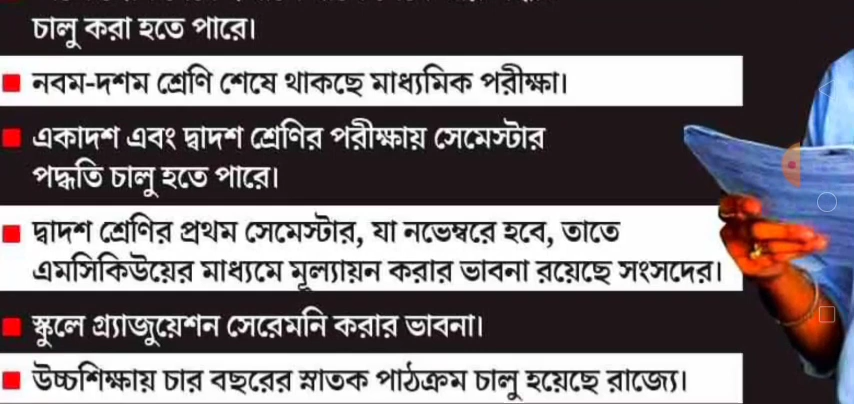 চালু করা হতে পারে।
নবম-দশম শ্রেণি শেষে থাকছে মাধ্যমিক পরীক্ষা।
একাদশ এবং দ্বাদশ শ্রেণির পরীক্ষায় সেমেস্টার
পদ্ধতি চালু হতে পারে।
দ্বাদশ শ্রেণির প্রথম সেমেস্টার, যা নভেম্বরে হবে, তাতে
এমসিকিউয়ের মাধ্যমে মূল্যায়ন করার ভাবনা রয়েছে সংসদের।
স্কুলে গ্র্যাজুয়েশন সেরেমনি করার ভাবনা।
উচ্চশিক্ষায় চার বছরের স্নাতক পাঠক্রম চালু হয়েছে রাজ্যে।